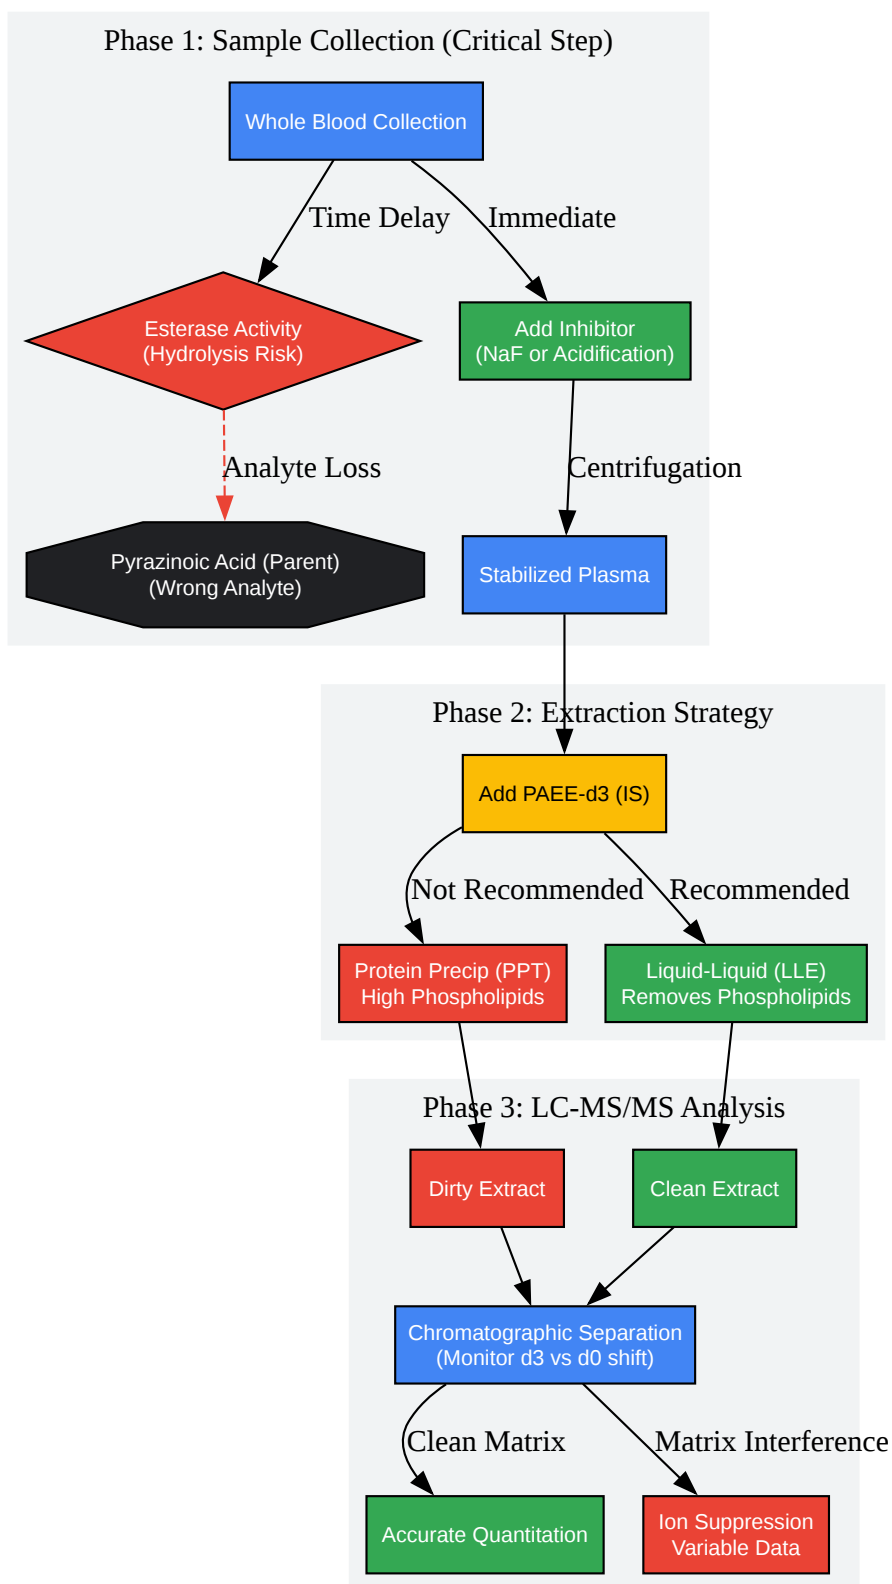 Phase 1: Sample Collection (Critical Step)
Whole Blood Collection
Time Delay
Immediate
Esterase Activity
(Hydrolysis Risk)
Add Inhibitor
(NaF or Acidification)
Analyte Loss
Centrifugation
Pyrazinoic Acid (Parent)
(Wrong Analyte)
Stabilized Plasma
Phase 2: Extraction Strategy
Add PAEE-d3 (IS)
Not Recommended
Recommended
Protein Precip (PPT)
High Phospholipids
Liquid-Liquid (LLE)
Removes Phospholipids
Phase 3: LC-MS/MS Analysis
Dirty Extract
Clean Extract
Chromatographic Separation
(Monitor d3 vs d0 shift)
Clean Matrix
Matrix Interference
Accurate Quantitation
Ion Suppression
Variable Data